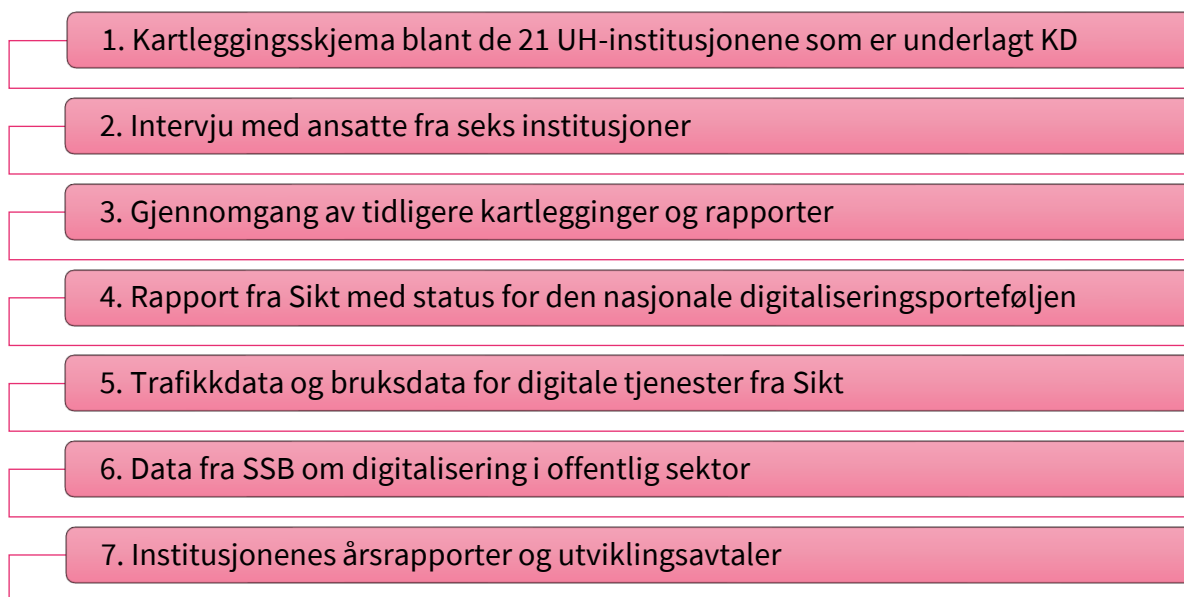 1. Kartleggingsskjema blant de 21 UH-institusjonene som er underlagt KD
2. Intervju med ansatte fra seks institusjoner
3. Gjennomgang av tidligere kartlegginger og rapporter
4. Rapport fra Sikt med status for den nasjonale digitaliseringsporteføljen
5. Trafikkdata og bruksdata for digitale tjenester fra Sikt
6. Data fra SSB om digitalisering i offentlig sektor
7. Institusjonenes årsrapporter og utviklingsavtaler